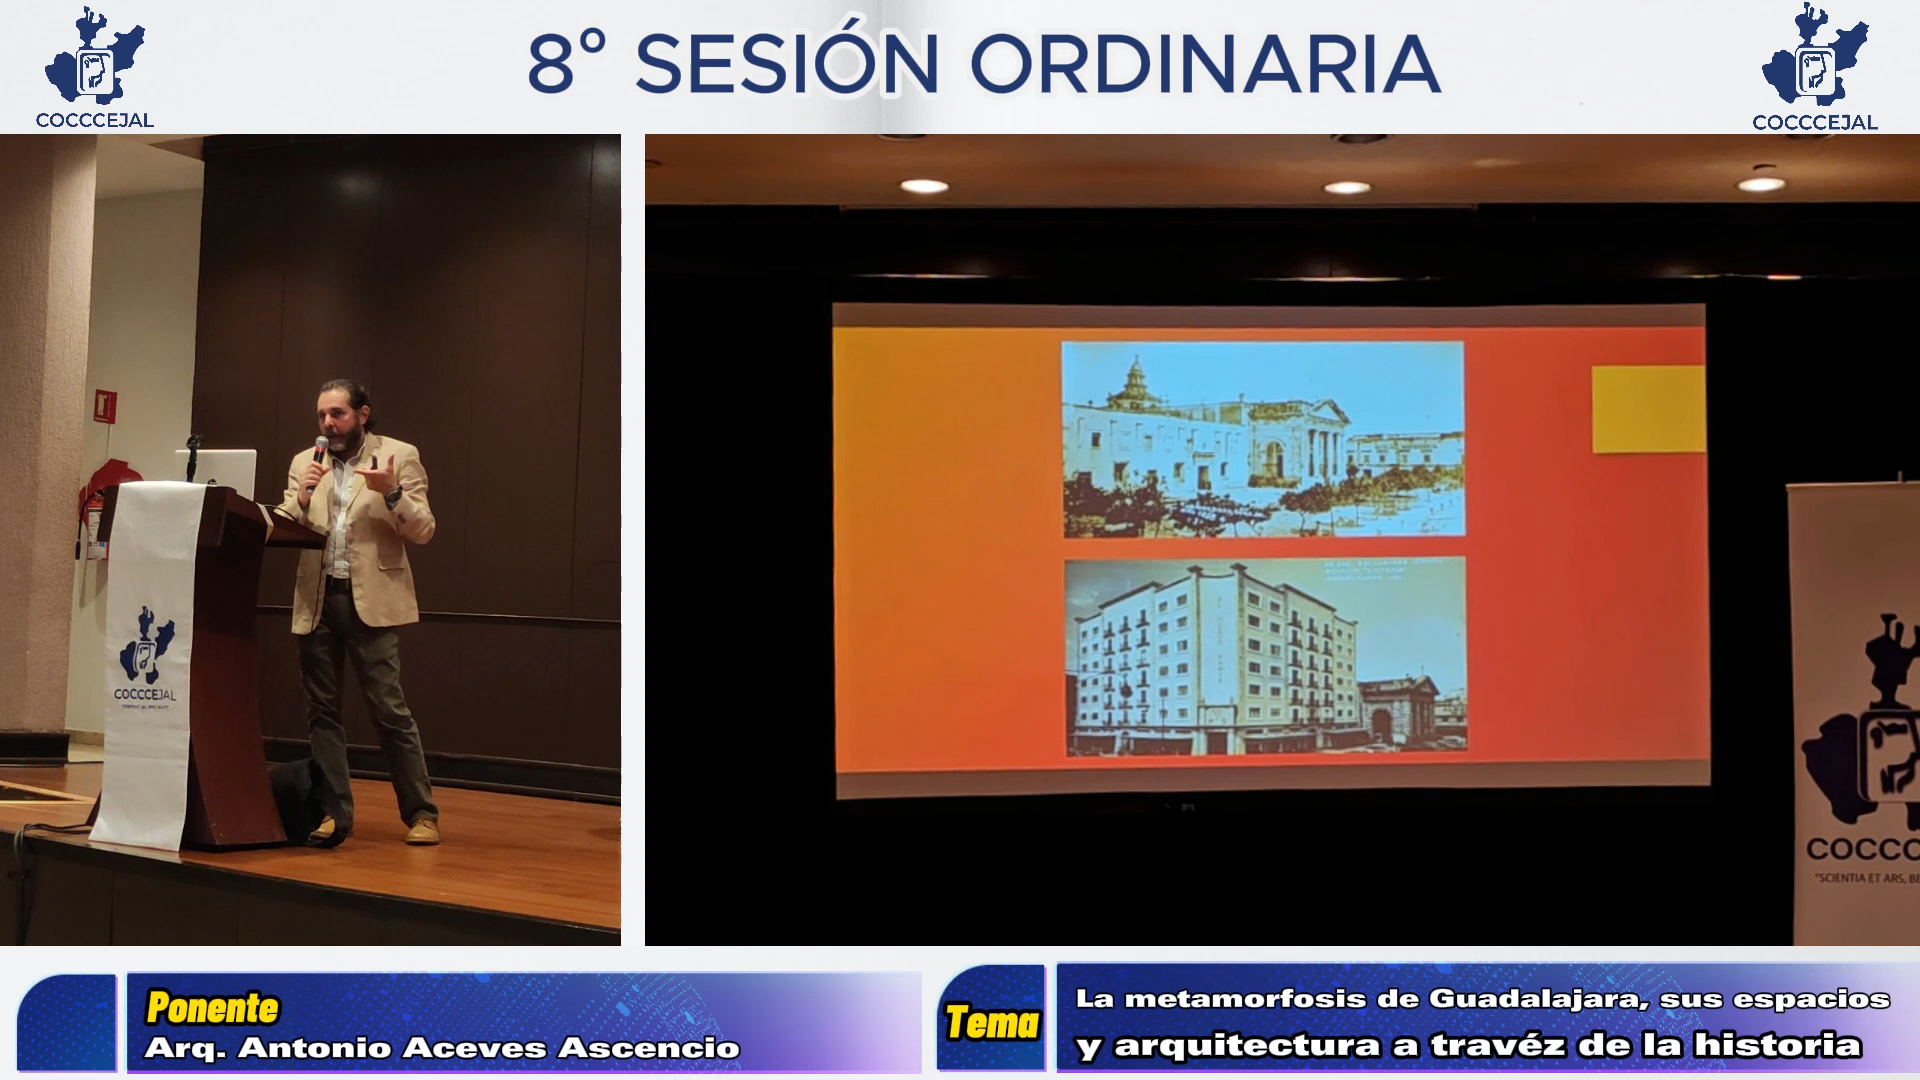 8° SESIÓN ORDINARIA
COCCCEJAL
COCCCEJAL
COCCCEJAL
COCCC
"SCIENTIA ET ARS, BE
Ponente
Arq. Antonio Aceves Ascencio
Tema
La metamorfosis de Guadalajara, sus espacios
y arquitectura a travéz de la historia